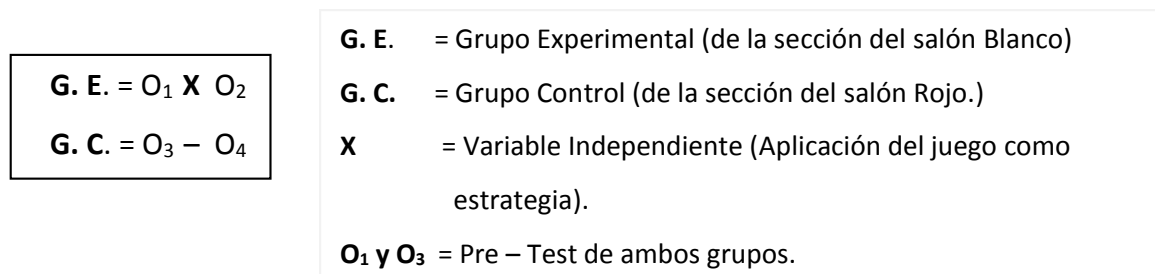 G. E. = O₁ X O₂
G. C. = O₃ – O₄
G. E. = Grupo Experimental (de la sección del salón Blanco)
G. C. = Grupo Control (de la sección del salón Rojo.)
X = Variable Independiente (Aplicación del juego como
estrategia).
O₁ y O₃ = Pre – Test de ambos grupos.